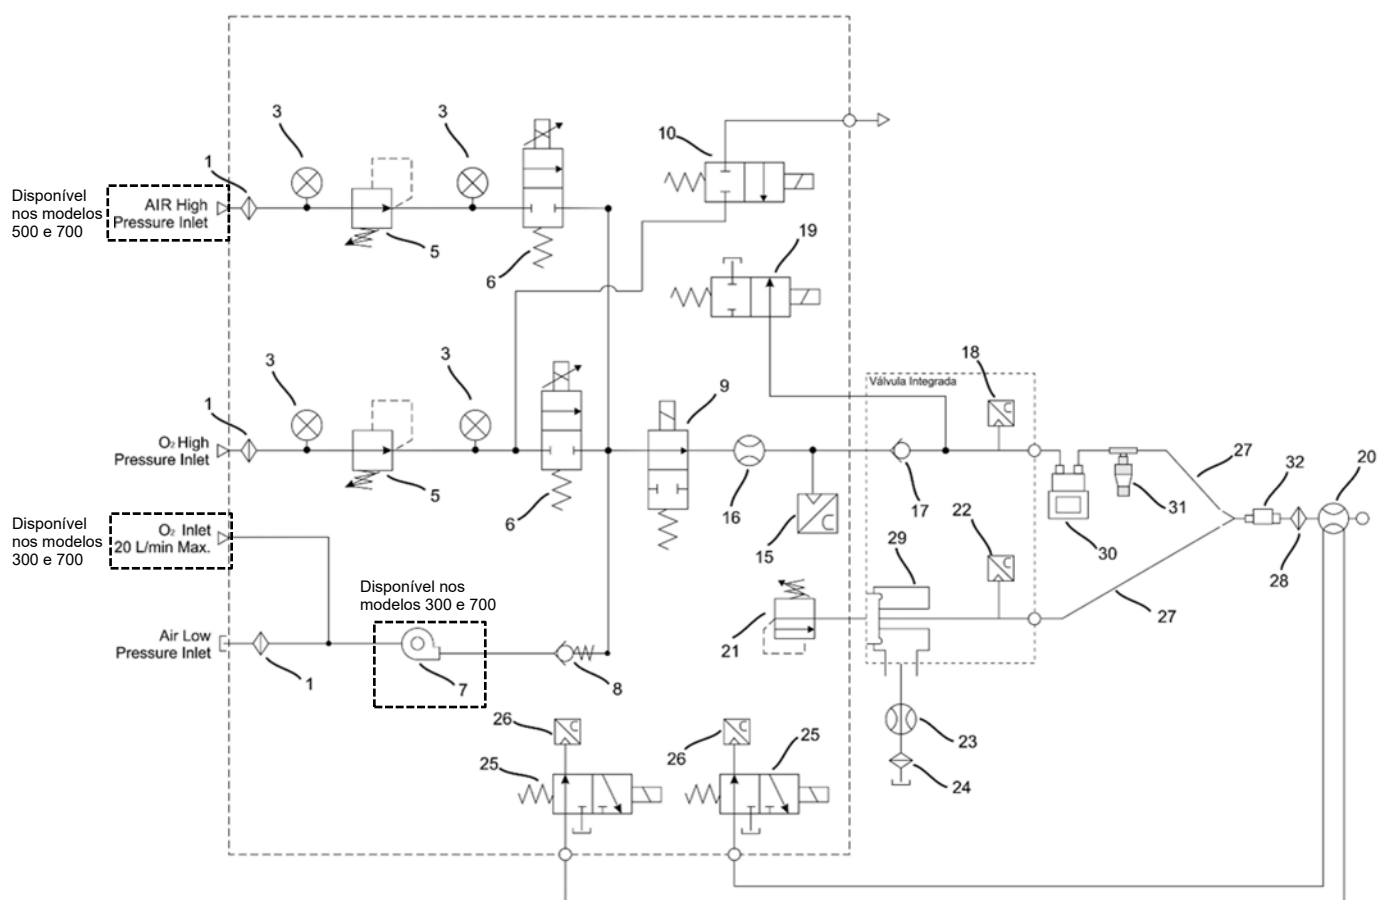 3
3
10
1
Disponível
nos modelos
500 e 700
AIR High
Pressure Inlet
5
6
19
3
3
9
18
Válvula Integrada
1
O₂ High
Pressure Inlet
5
6
16
15
17
27
32
20
30
31
28
22
29
27
Disponível
nos modelos
300 e 700
O₂ Inlet
20 L/min Max.
Disponível nos
modelos 300 e 700
Air Low
Pressure Inlet
1
7
8
21
26
25
26
25
23
24